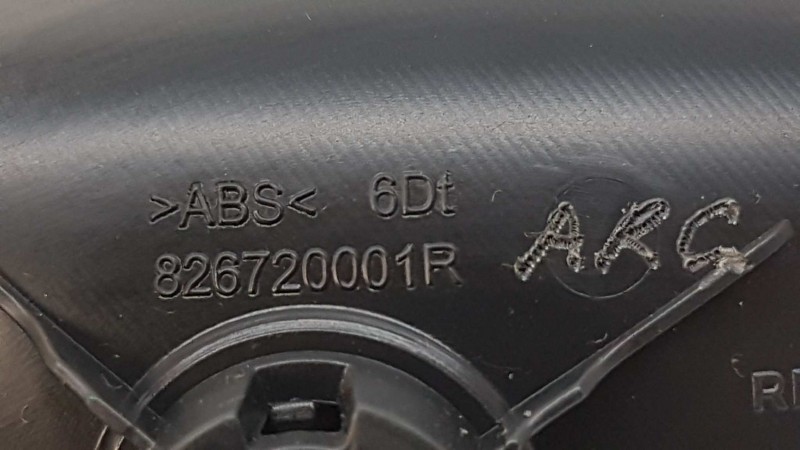 >ABS< 6Dt
826720001R
ARC